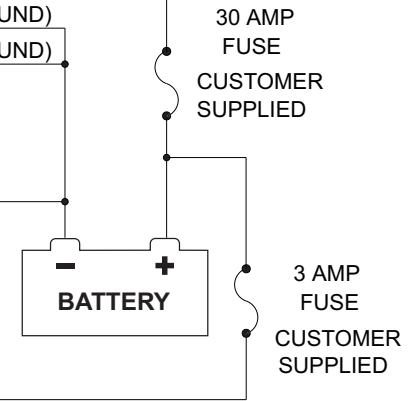 UND)
UND)
30 AMP
FUSE
CUSTOMER
SUPPLIED
– +
BATTERY
3 AMP
FUSE
CUSTOMER
SUPPLIED